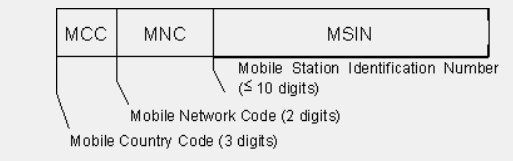 MCC MNC MSIN
Mobile Station Identification Number
(≤ 10 digits)
Mobile Network Code (2 digits)
Mobile Country Code (3 digits)